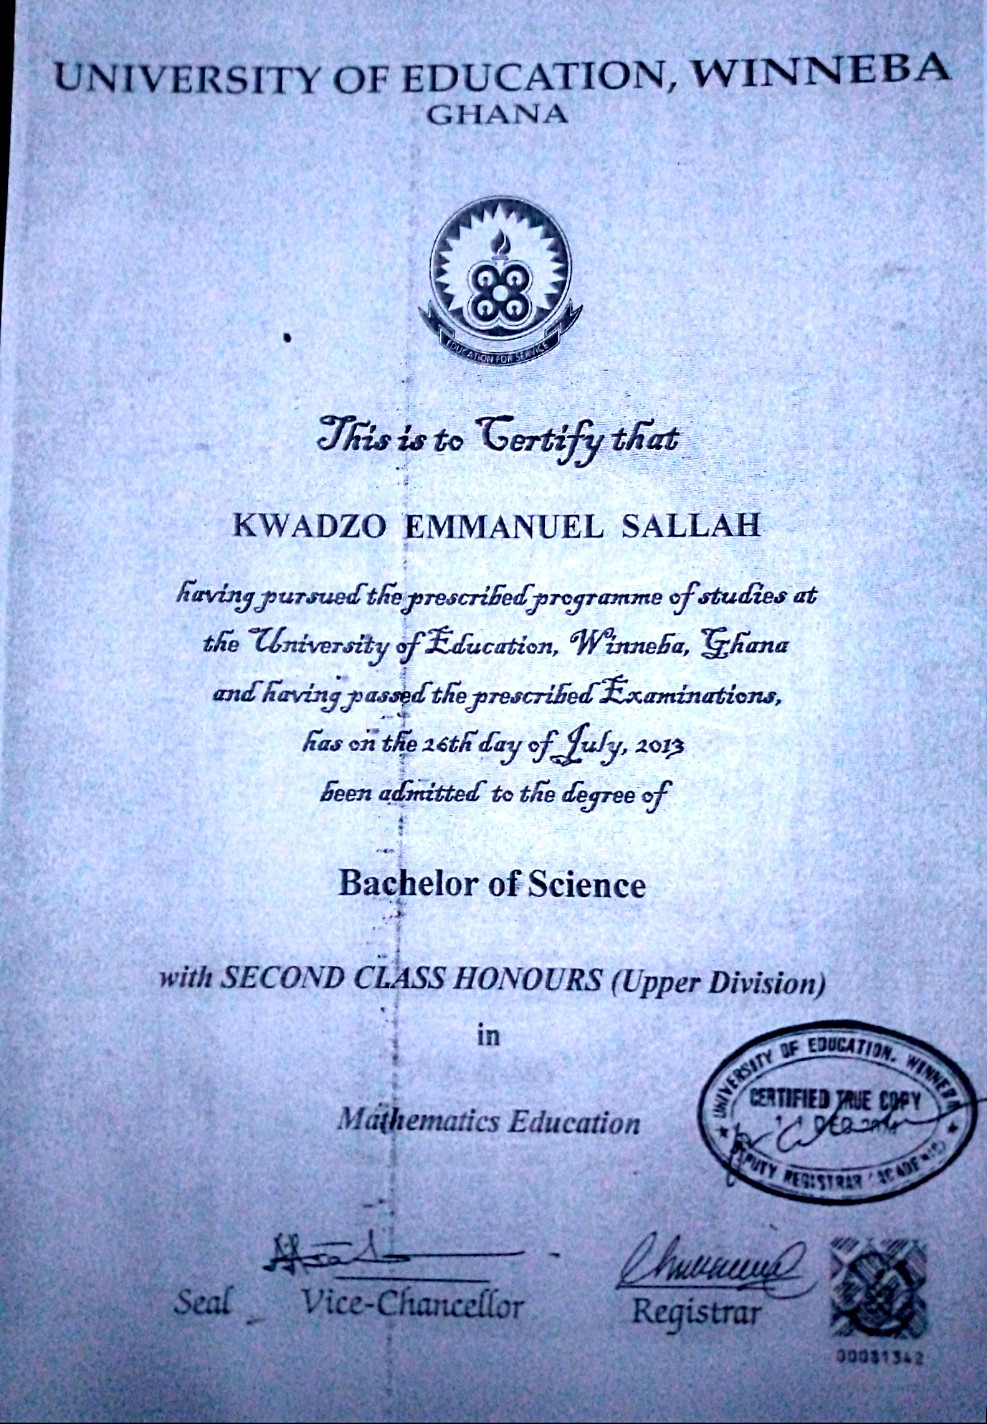 UNIVERSITY OF EDUCATION, WINNEBA
GHANA
EDUCATION FOR SERVICE
This is to Certify that
KWADZO EMMANUEL SALLAH
having pursued the prescribed programme of studies at
the University of Education, Winneba, Ghana
and having passed the prescribed Examinations,
has on the 26th day of July, 2013
been admitted to the degree of
Bachelor of Science
with SECOND CLASS HONOURS (Upper Division)
in
Mathematics Education
UNIVERSITY OF EDUCATION, WINNEBA
CERTIFIED TRUE COPY
DEC
DEPUTY REGISTRAR (ACADEMIC)
Seal
Vice-Chancellor
Registrar
00081342